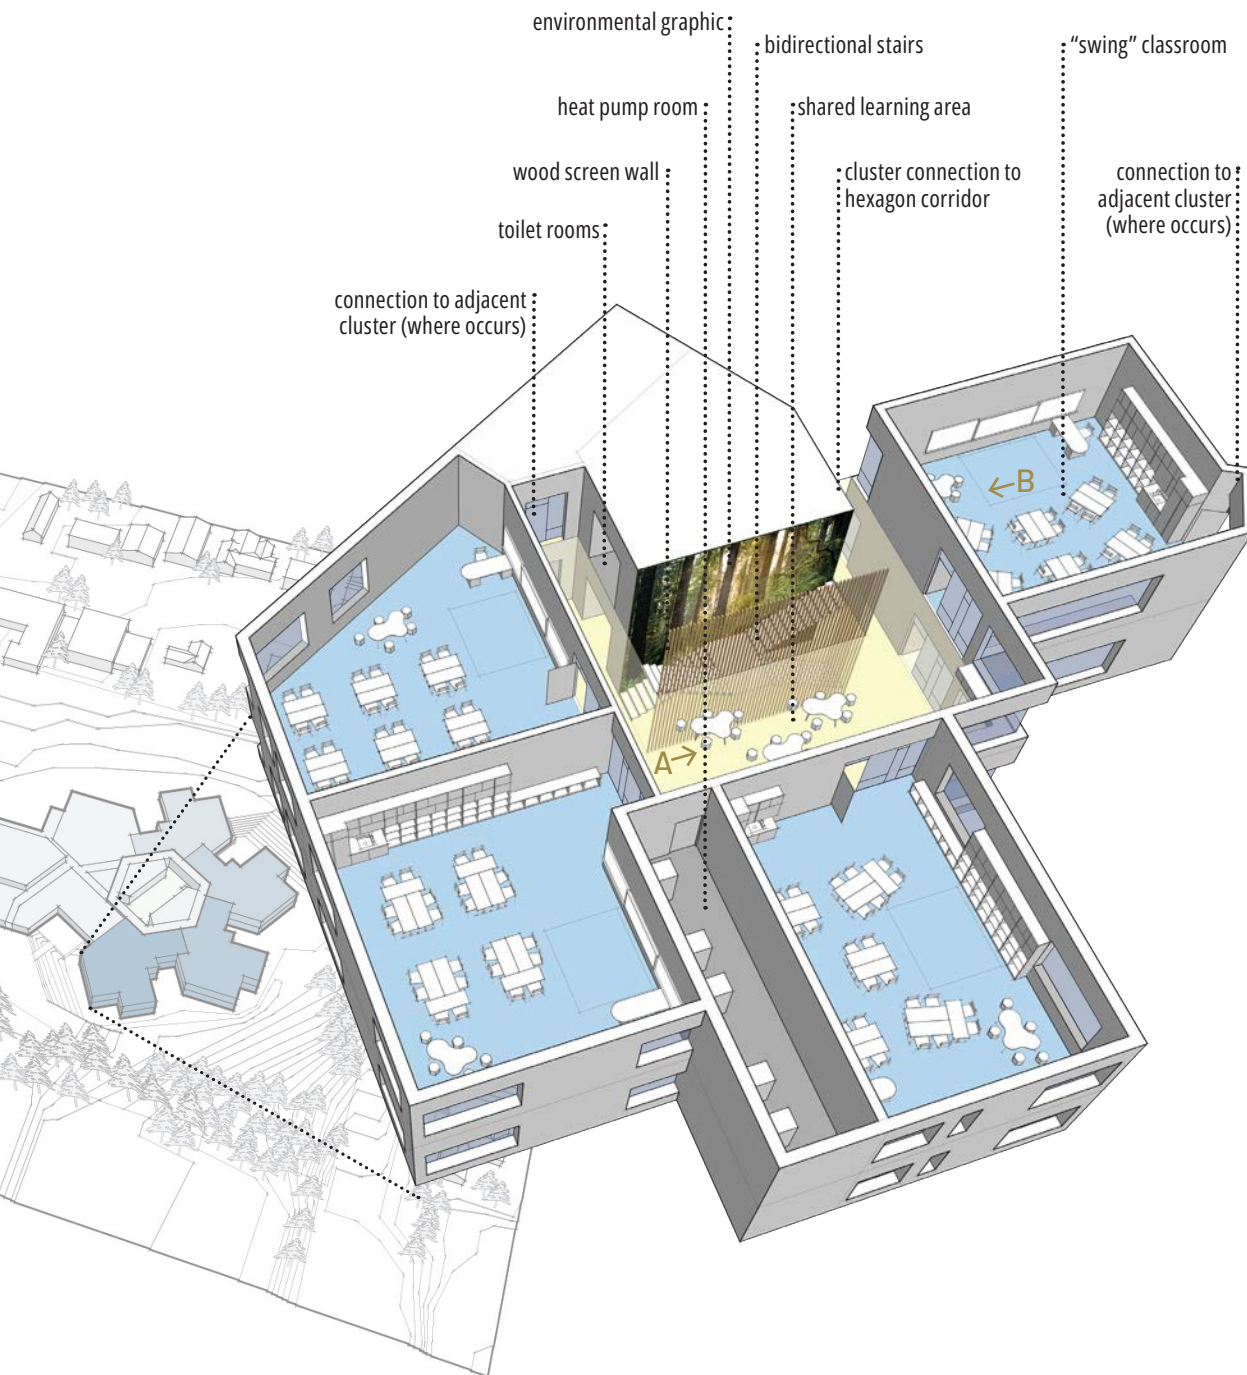 environmental graphic
bidirectional stairs
“swing” classroom
heat pump room
shared learning area
wood screen wall
cluster connection to
hexagon corridor
connection to
adjacent cluster
(where occurs)
toilet rooms
connection to adjacent
cluster (where occurs)
←B
A→